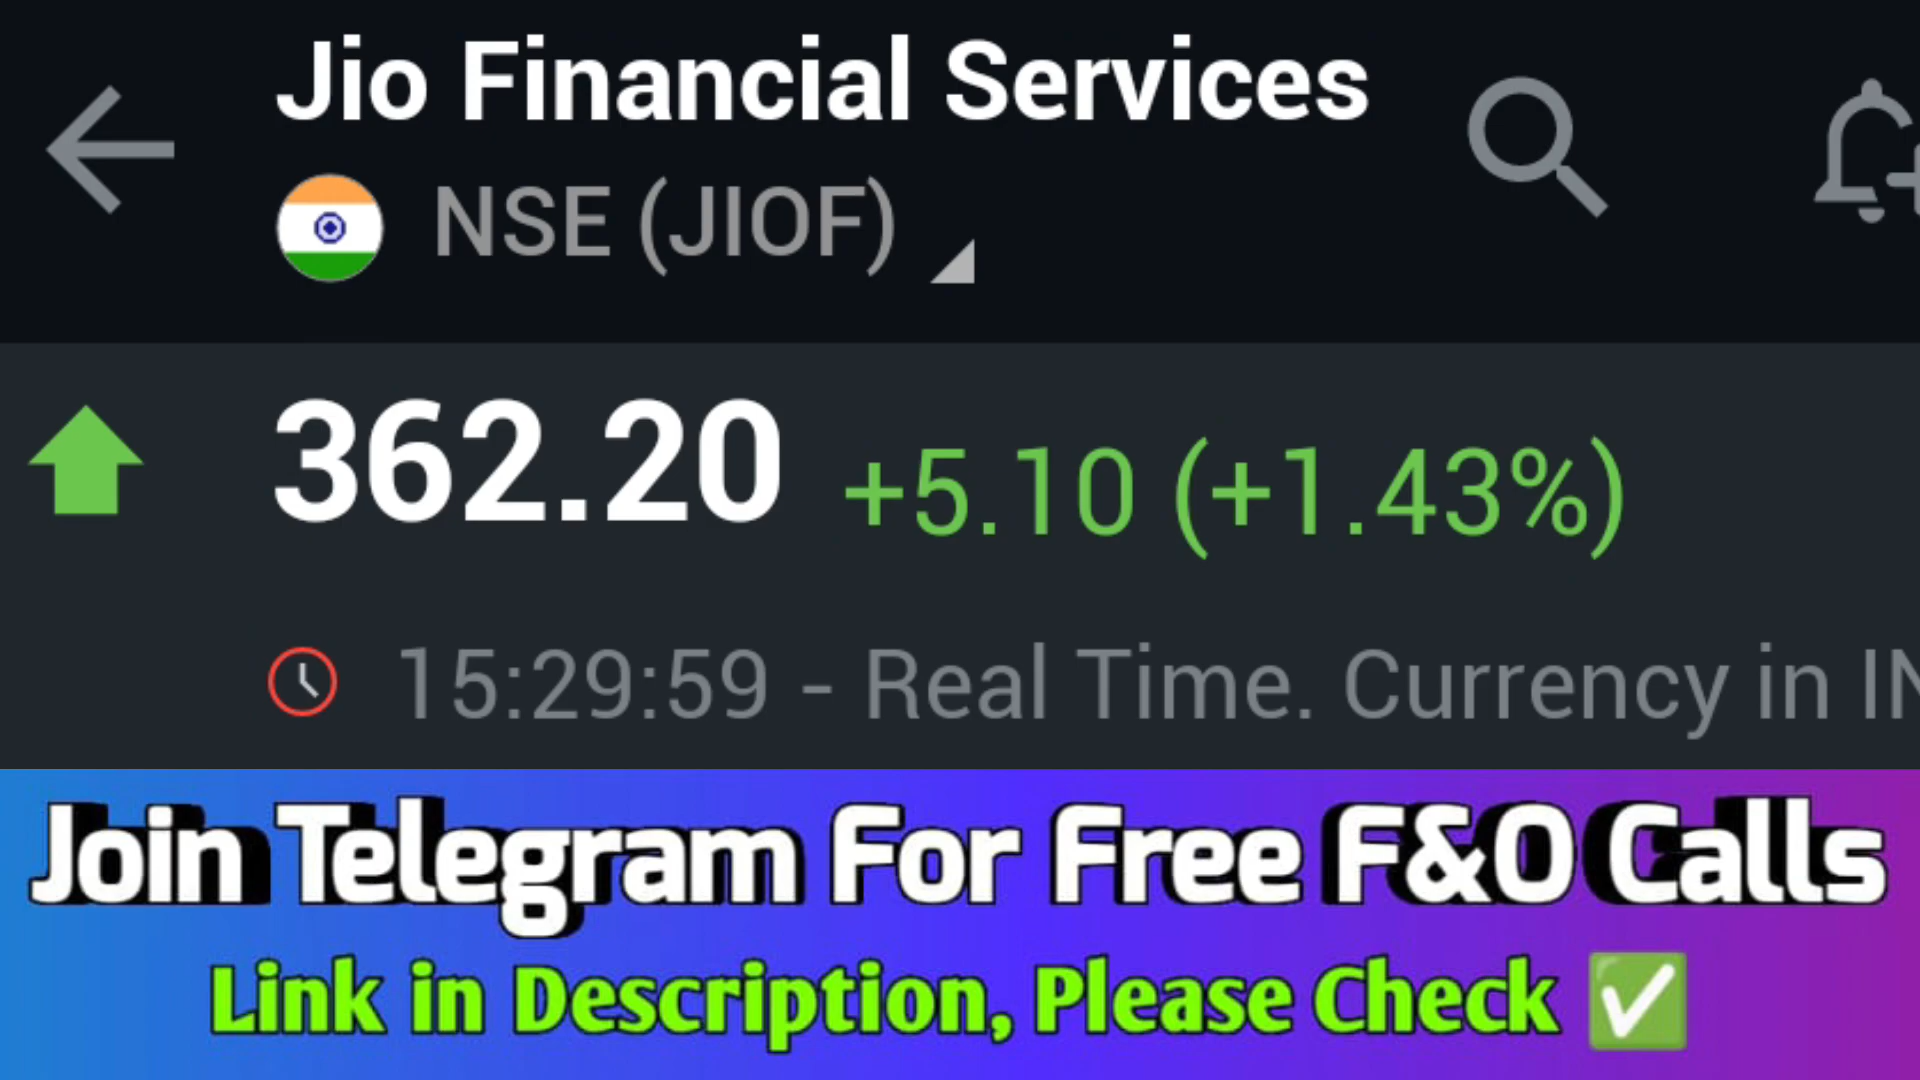 Jio Financial Services
NSE (JIOF)
362.20 +5.10 (+1.43%)
15:29:59 - Real Time. Currency in IN
Join Telegram For Free F&O Calls
Link in Description, Please Check ✅